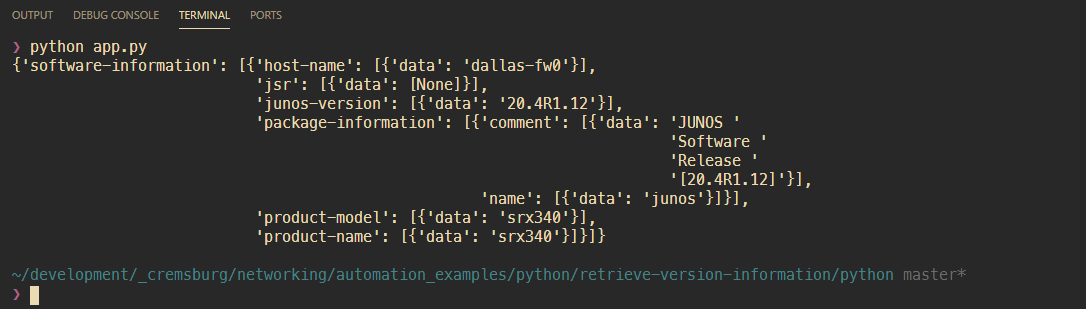 OUTPUT DEBUG CONSOLE TERMINAL PORTS
❯ python app.py
{'software-information': [{'host-name': [{'data': 'dallas-fw0'}],
'jsr': [{'data': [None]}],
'junos-version': [{'data': '20.4R1.12'}],
'package-information': [{'comment': [{'data': 'JUNOS '
'Software '
'Release '
'[20.4R1.12]'}],
'name': [{'data': 'junos'}]}],
'product-model': [{'data': 'srx340'}],
'product-name': [{'data': 'srx340'}]}]}
~/development/_cremsburg/networking/automation_examples/python/retrieve-version-information/python master*
❯